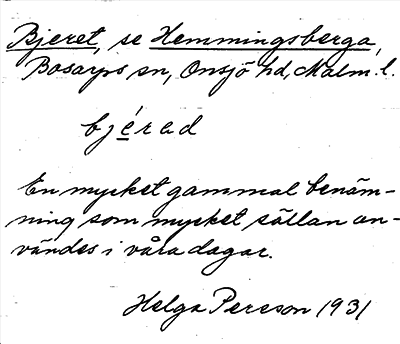 Bjeret, se Hemmingsberga,
Bosarps sn, Onsjö hd, Malm. l.
bjérad
En mycket gammal benäm-
ning som mycket sällan an-
vändes i våra dagar.
Helga Persson 1931